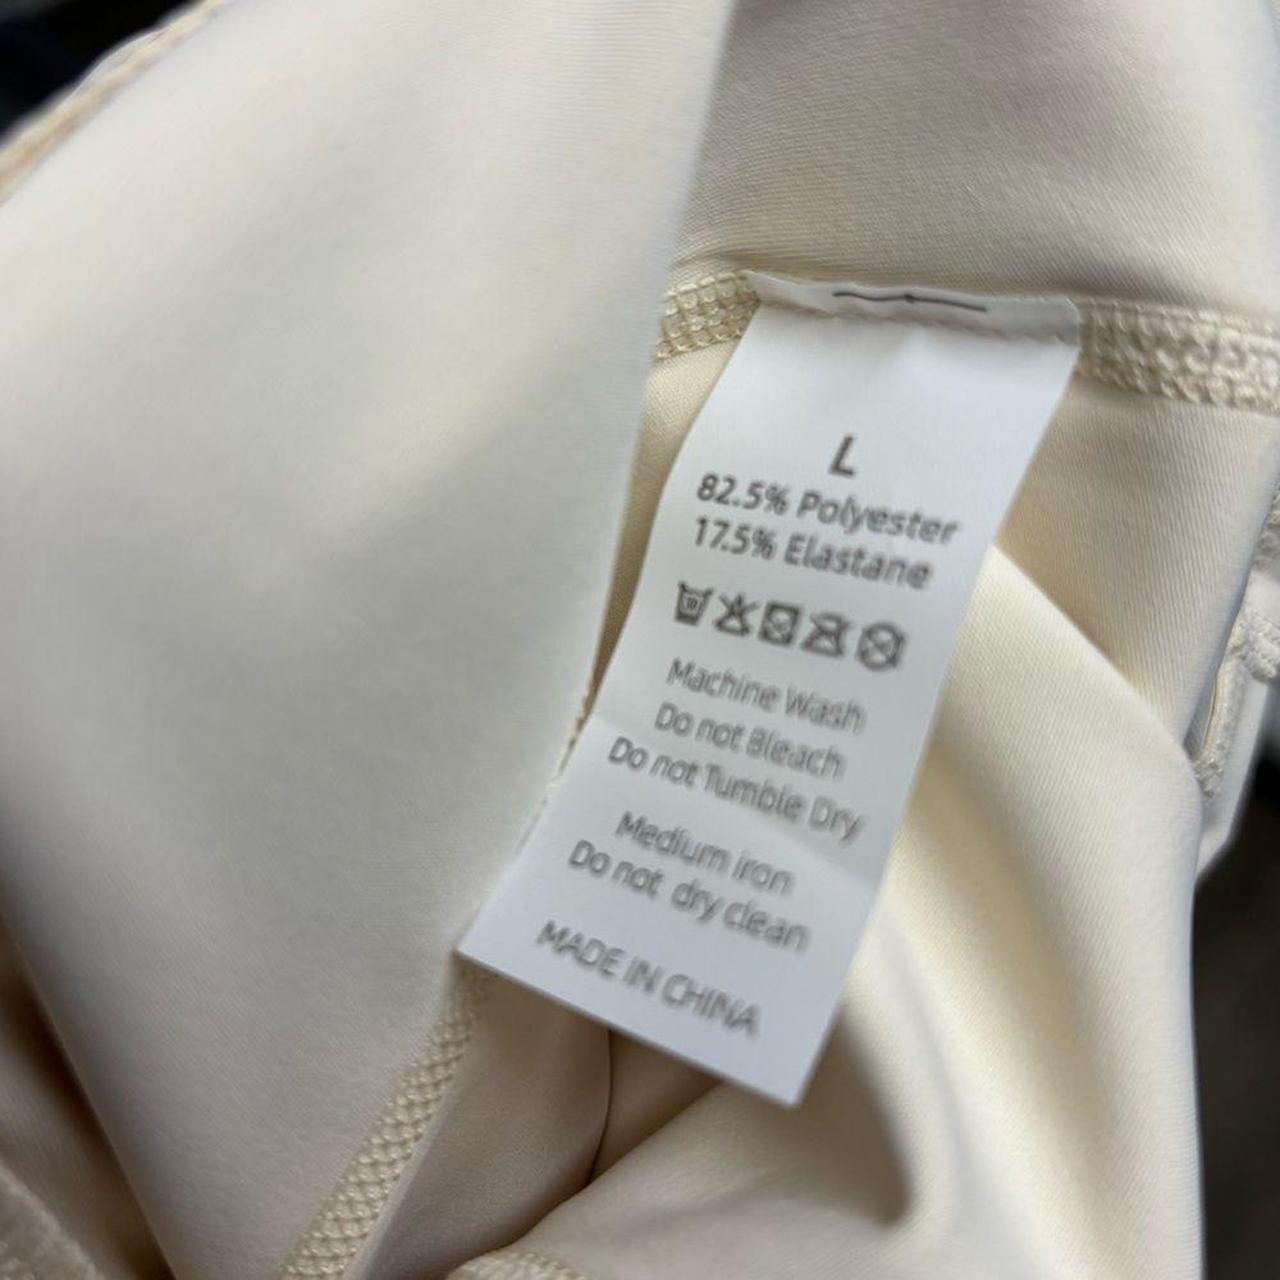 L
82.5% Polyester
17.5% Elastane
Machine Wash
Do not Bleach
Do not Tumble Dry
Medium iron
Do not dry clean
MADE IN CHINA